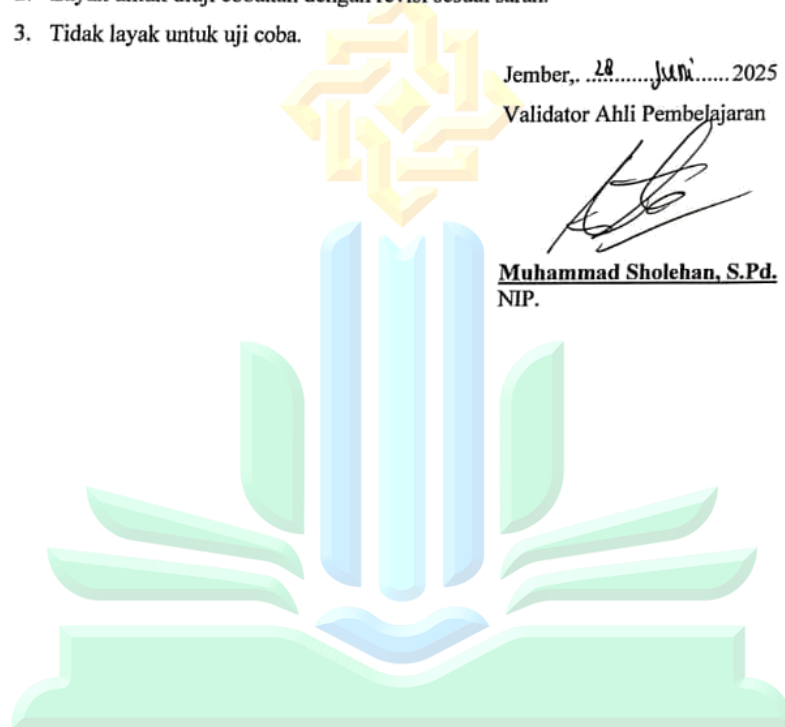 3. Tidak layak untuk uji coba.
Jember,. ...28.........Juni...... 2025
Validator Ahli Pembelajaran
Muhammad Sholehan, S.Pd.
NIP.